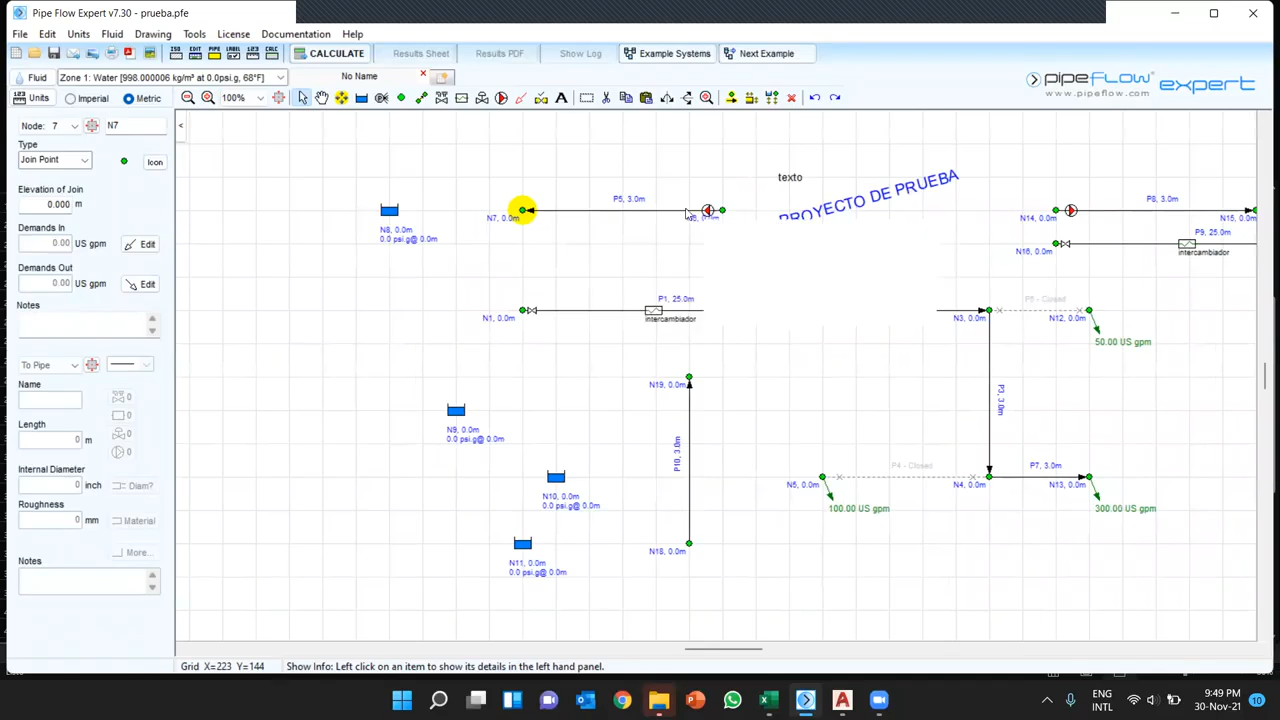 Pipe Flow Expert v7.30 - prueba.pfe
File Edit Units Fluid Drawing Tools License Documentation Help
CALCULATE Results Sheet Results PDF Show Log Example Systems Next Example
Fluid Zone 1: Water [998.000006 kg/m³ at 0.0psi.g, 68°F] No Name
pipeflow expert
www.pipeflow.com
Units Imperial Metric 100%
Node: 7 N7
Type
Join Point Icon
Elevation of Join
0.000 m
Demands In
0.00 US gpm Edit
Demands Out
0.00 US gpm Edit
Notes
To Pipe
Name
0
Length
0
0 m
0
Internal Diameter
0
0 inch Diam?
Roughness
0 mm Material
More...
Notes
texto
PROYECTO DE PRUEBA
P5, 3.0m
P8, 3.0m
N8, 0.0m
0.0 psi.g@ 0.0m
N7, 0.0m
N14, 0.0m
N15, 0.0m
P9, 25.0m
N16, 0.0m
intercambiador
P1, 25.0m
N1, 0.0m
intercambiador
N3, 0.0m
N12, 0.0m
50.00 US gpm
N19, 0.0m
P3, 3.0m
N9, 0.0m
0.0 psi.g@ 0.0m
P10, 3.0m
P4 - Closed
P7, 3.0m
N10, 0.0m
0.0 psi.g@ 0.0m
N5, 0.0m
N4, 0.0m
N13, 0.0m
100.00 US gpm
300.00 US gpm
N18, 0.0m
N11, 0.0m
0.0 psi.g@ 0.0m
Grid X=223 Y=144 Show Info: Left click on an item to show its details in the left hand panel.
ENG
INTL
9:49 PM
30-Nov-21
10